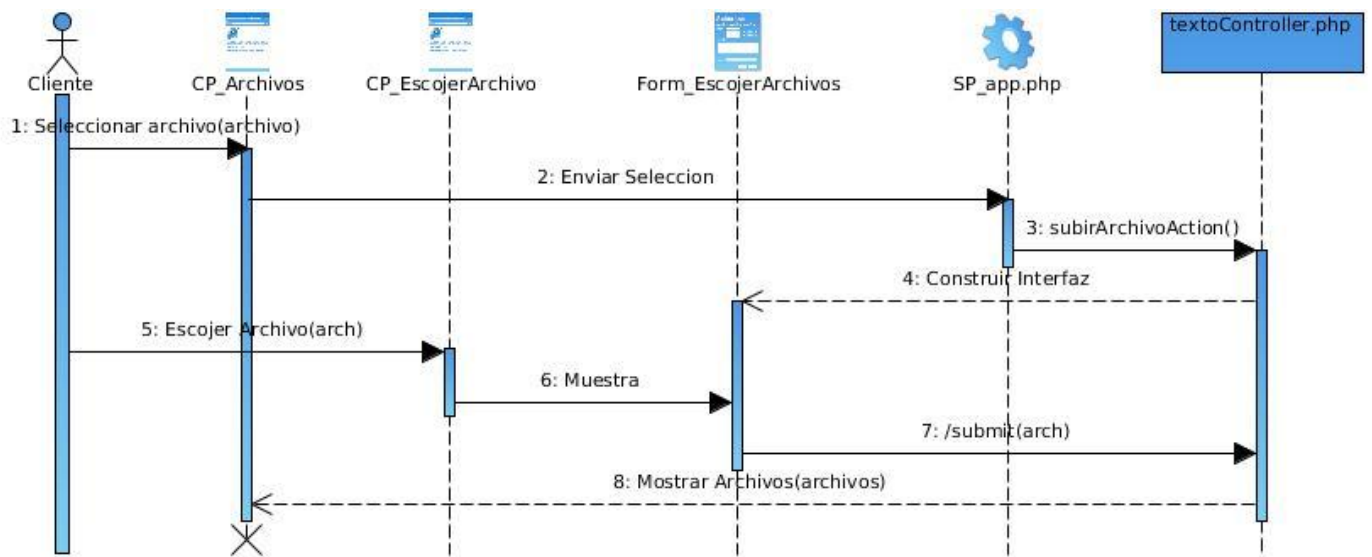 textoController.php
Cliente
CP_Archivos
CP_EscojerArchivo
Form_EscojerArchivos
SP_app.php
1: Seleccionar archivo(archivo)
2: Enviar Seleccion
3: subirArchivoAction()
4: Construir Interfaz
5: Escojer Archivo(arch)
6: Muestra
7: /submit(arch)
8: Mostrar Archivos(archivos)